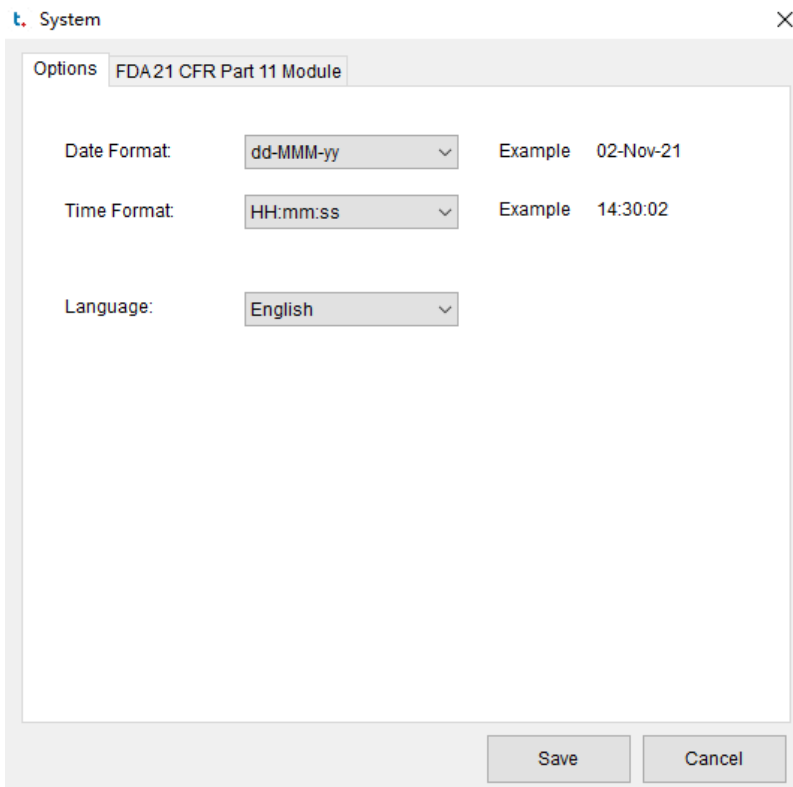 t. System
Options FDA 21 CFR Part 11 Module
Date Format: dd-MMM-yy Example 02-Nov-21
Time Format: HH:mm:ss Example 14:30:02
Language: English
Save Cancel